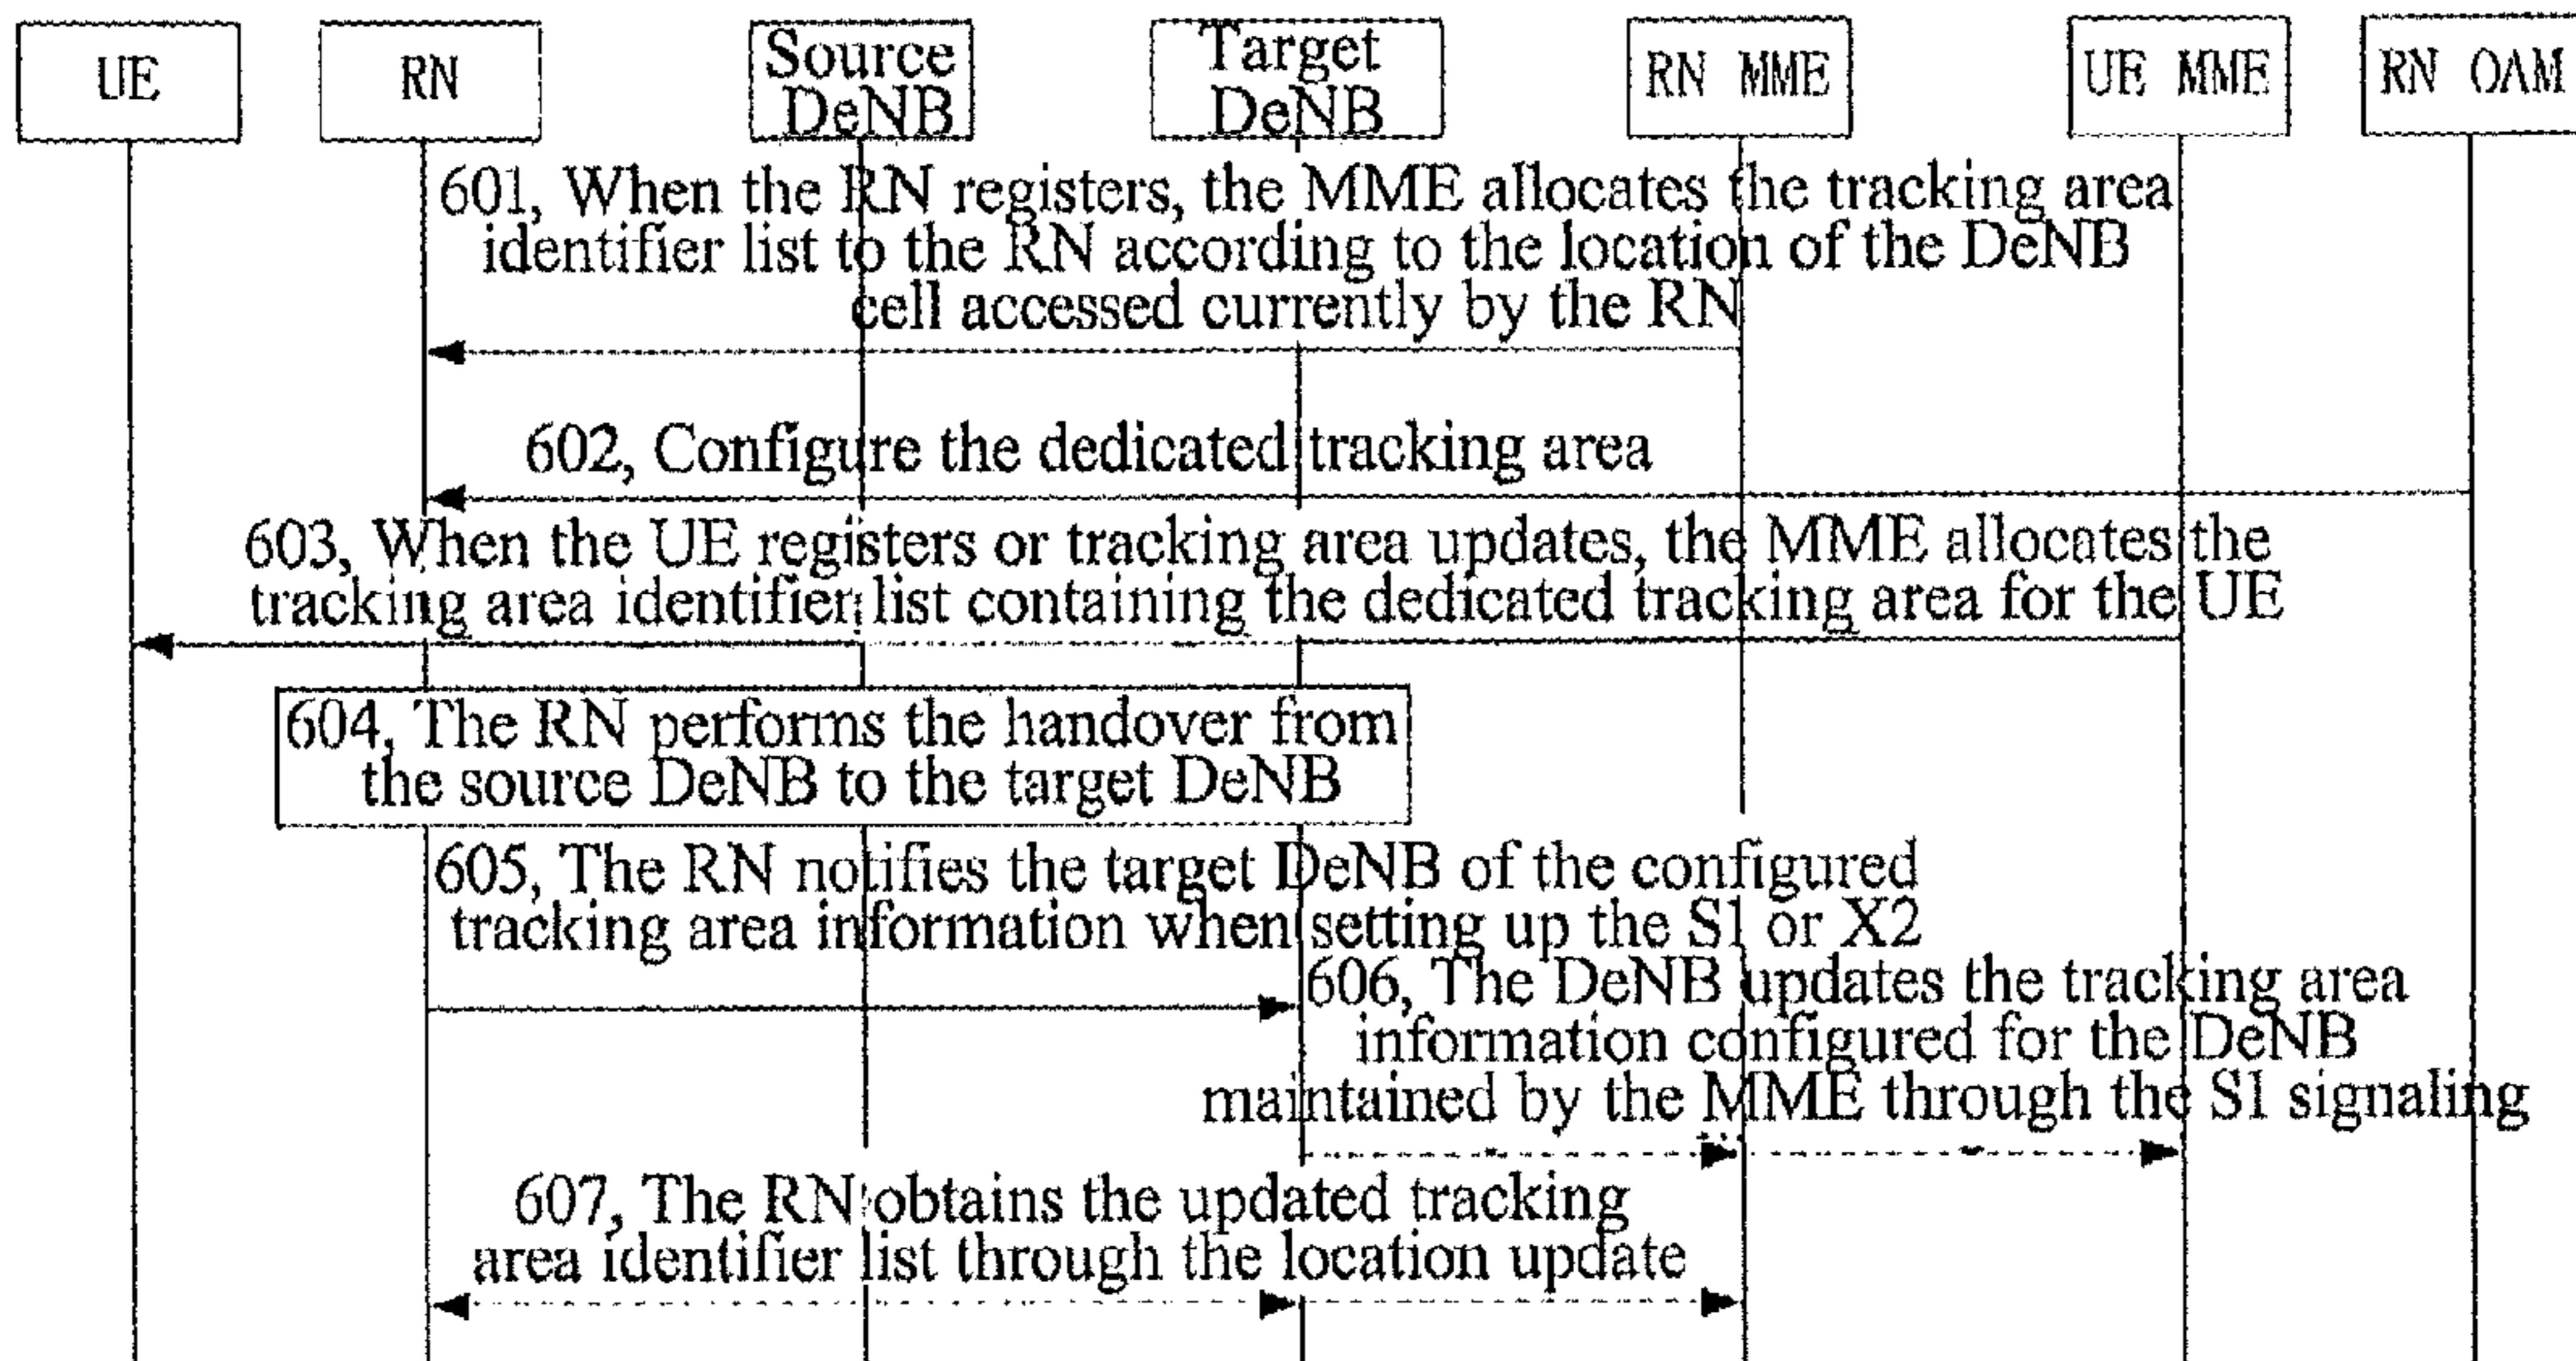 UE
RN
Source
DeNB
Target
DeNB
RN MME
UE MME
RN OAM
601, When the RN registers, the MME allocates the tracking area
identifier list to the RN according to the location of the DeNB
cell accessed currently by the RN
602, Configure the dedicated tracking area
603, When the UE registers or tracking area updates, the MME allocates the
tracking area identifier list containing the dedicated tracking area for the UE
604, The RN performs the handover from
the source DeNB to the target DeNB
605, The RN notifies the target DeNB of the configured
tracking area information when setting up the S1 or X2
606, The DeNB updates the tracking area
information configured for the DeNB
maintained by the MME through the S1 signaling
607, The RN obtains the updated tracking
area identifier list through the location update